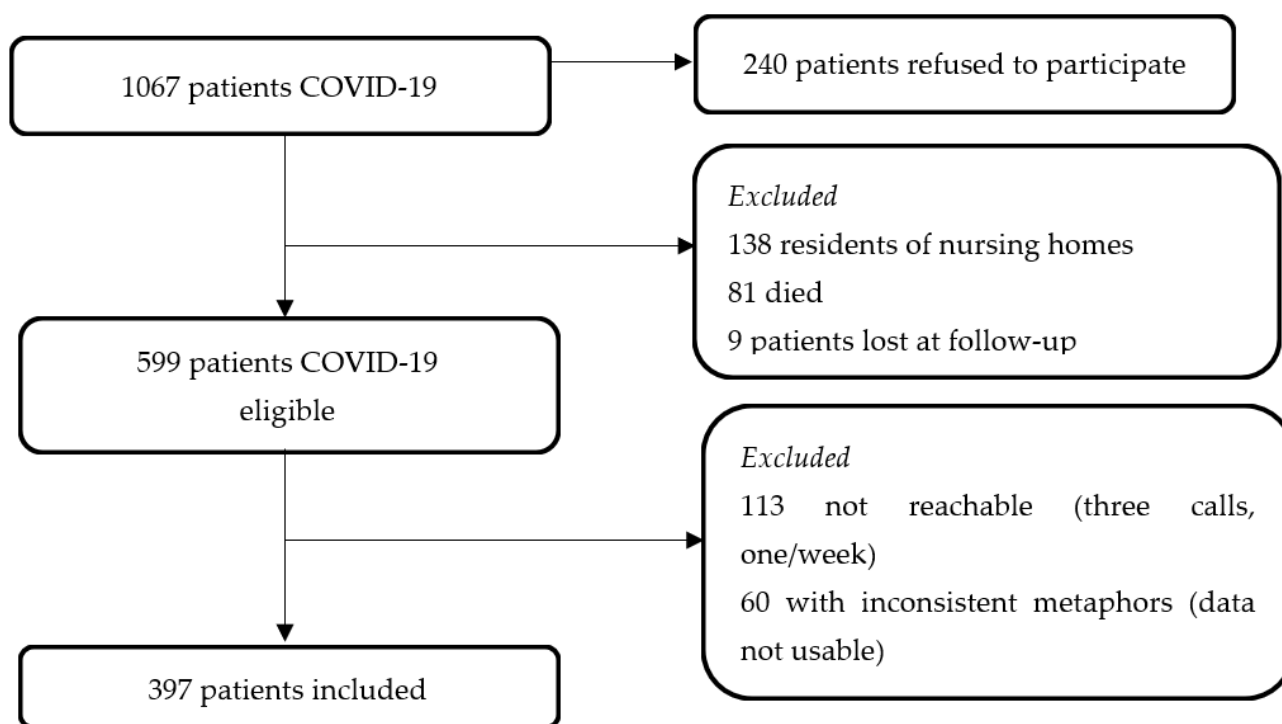 1067 patients COVID-19
240 patients refused to participate
Excluded
138 residents of nursing homes
81 died
9 patients lost at follow-up
599 patients COVID-19
eligible
Excluded
113 not reachable (three calls,
one/week)
60 with inconsistent metaphors (data
not usable)
397 patients included